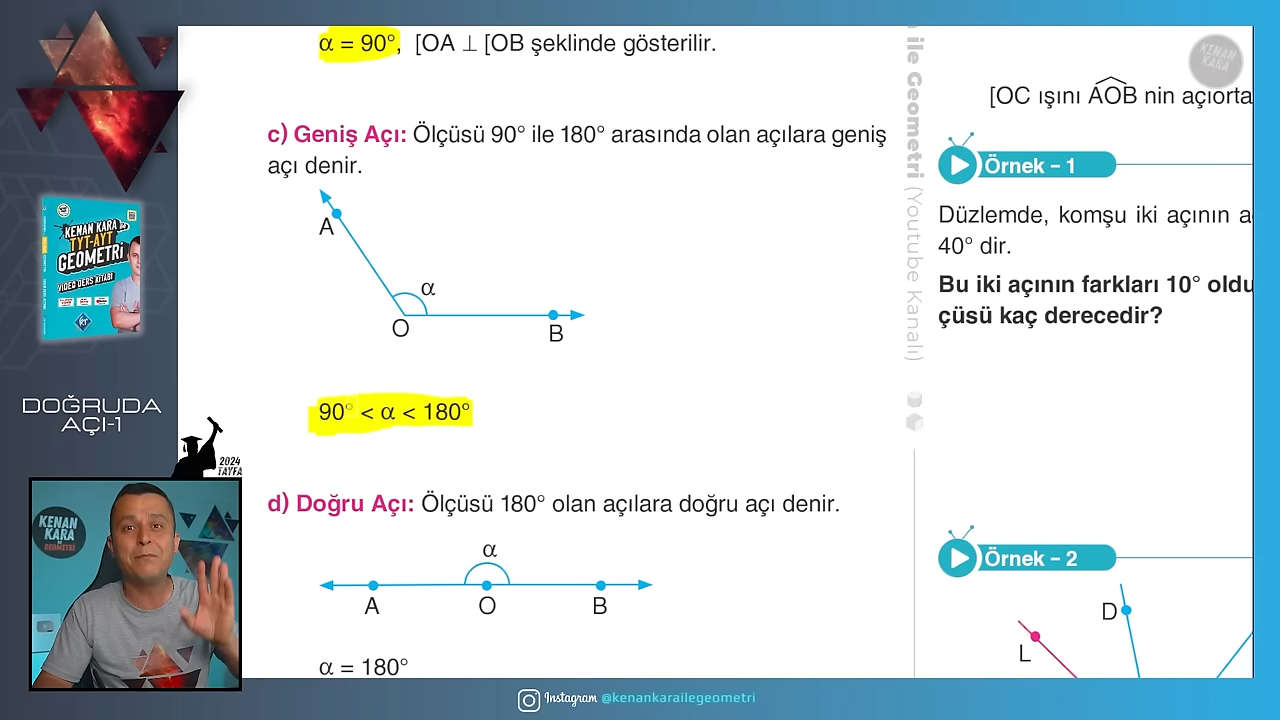 α = 90°, [OA ⊥ [OB şeklinde gösterilir.
c) Geniş Açı: Ölçüsü 90° ile 180° arasında olan açılara geniş
açı denir.
A
α
O
B
90° < α < 180°
d) Doğru Açı: Ölçüsü 180° olan açılara doğru açı denir.
α
A
O
B
α = 180°
ile Geometri (Youtube Kanalı)
KENAN
KARA
[OC ışını AOB nin açıorta
Örnek – 1
Düzlemde, komşu iki açının a
40° dir.
Bu iki açının farkları 10° oldu
çüsü kaç derecedir?
Örnek – 2
D
L
KENAN KARA
TYT-AYT
GEOMETRİ
VİDEO DERS KİTABI
DOĞRUDA
AÇI-1
2024
TAYFA
KENAN
KARA
GEOMETRİ
Instagram @kenankarailegeometri